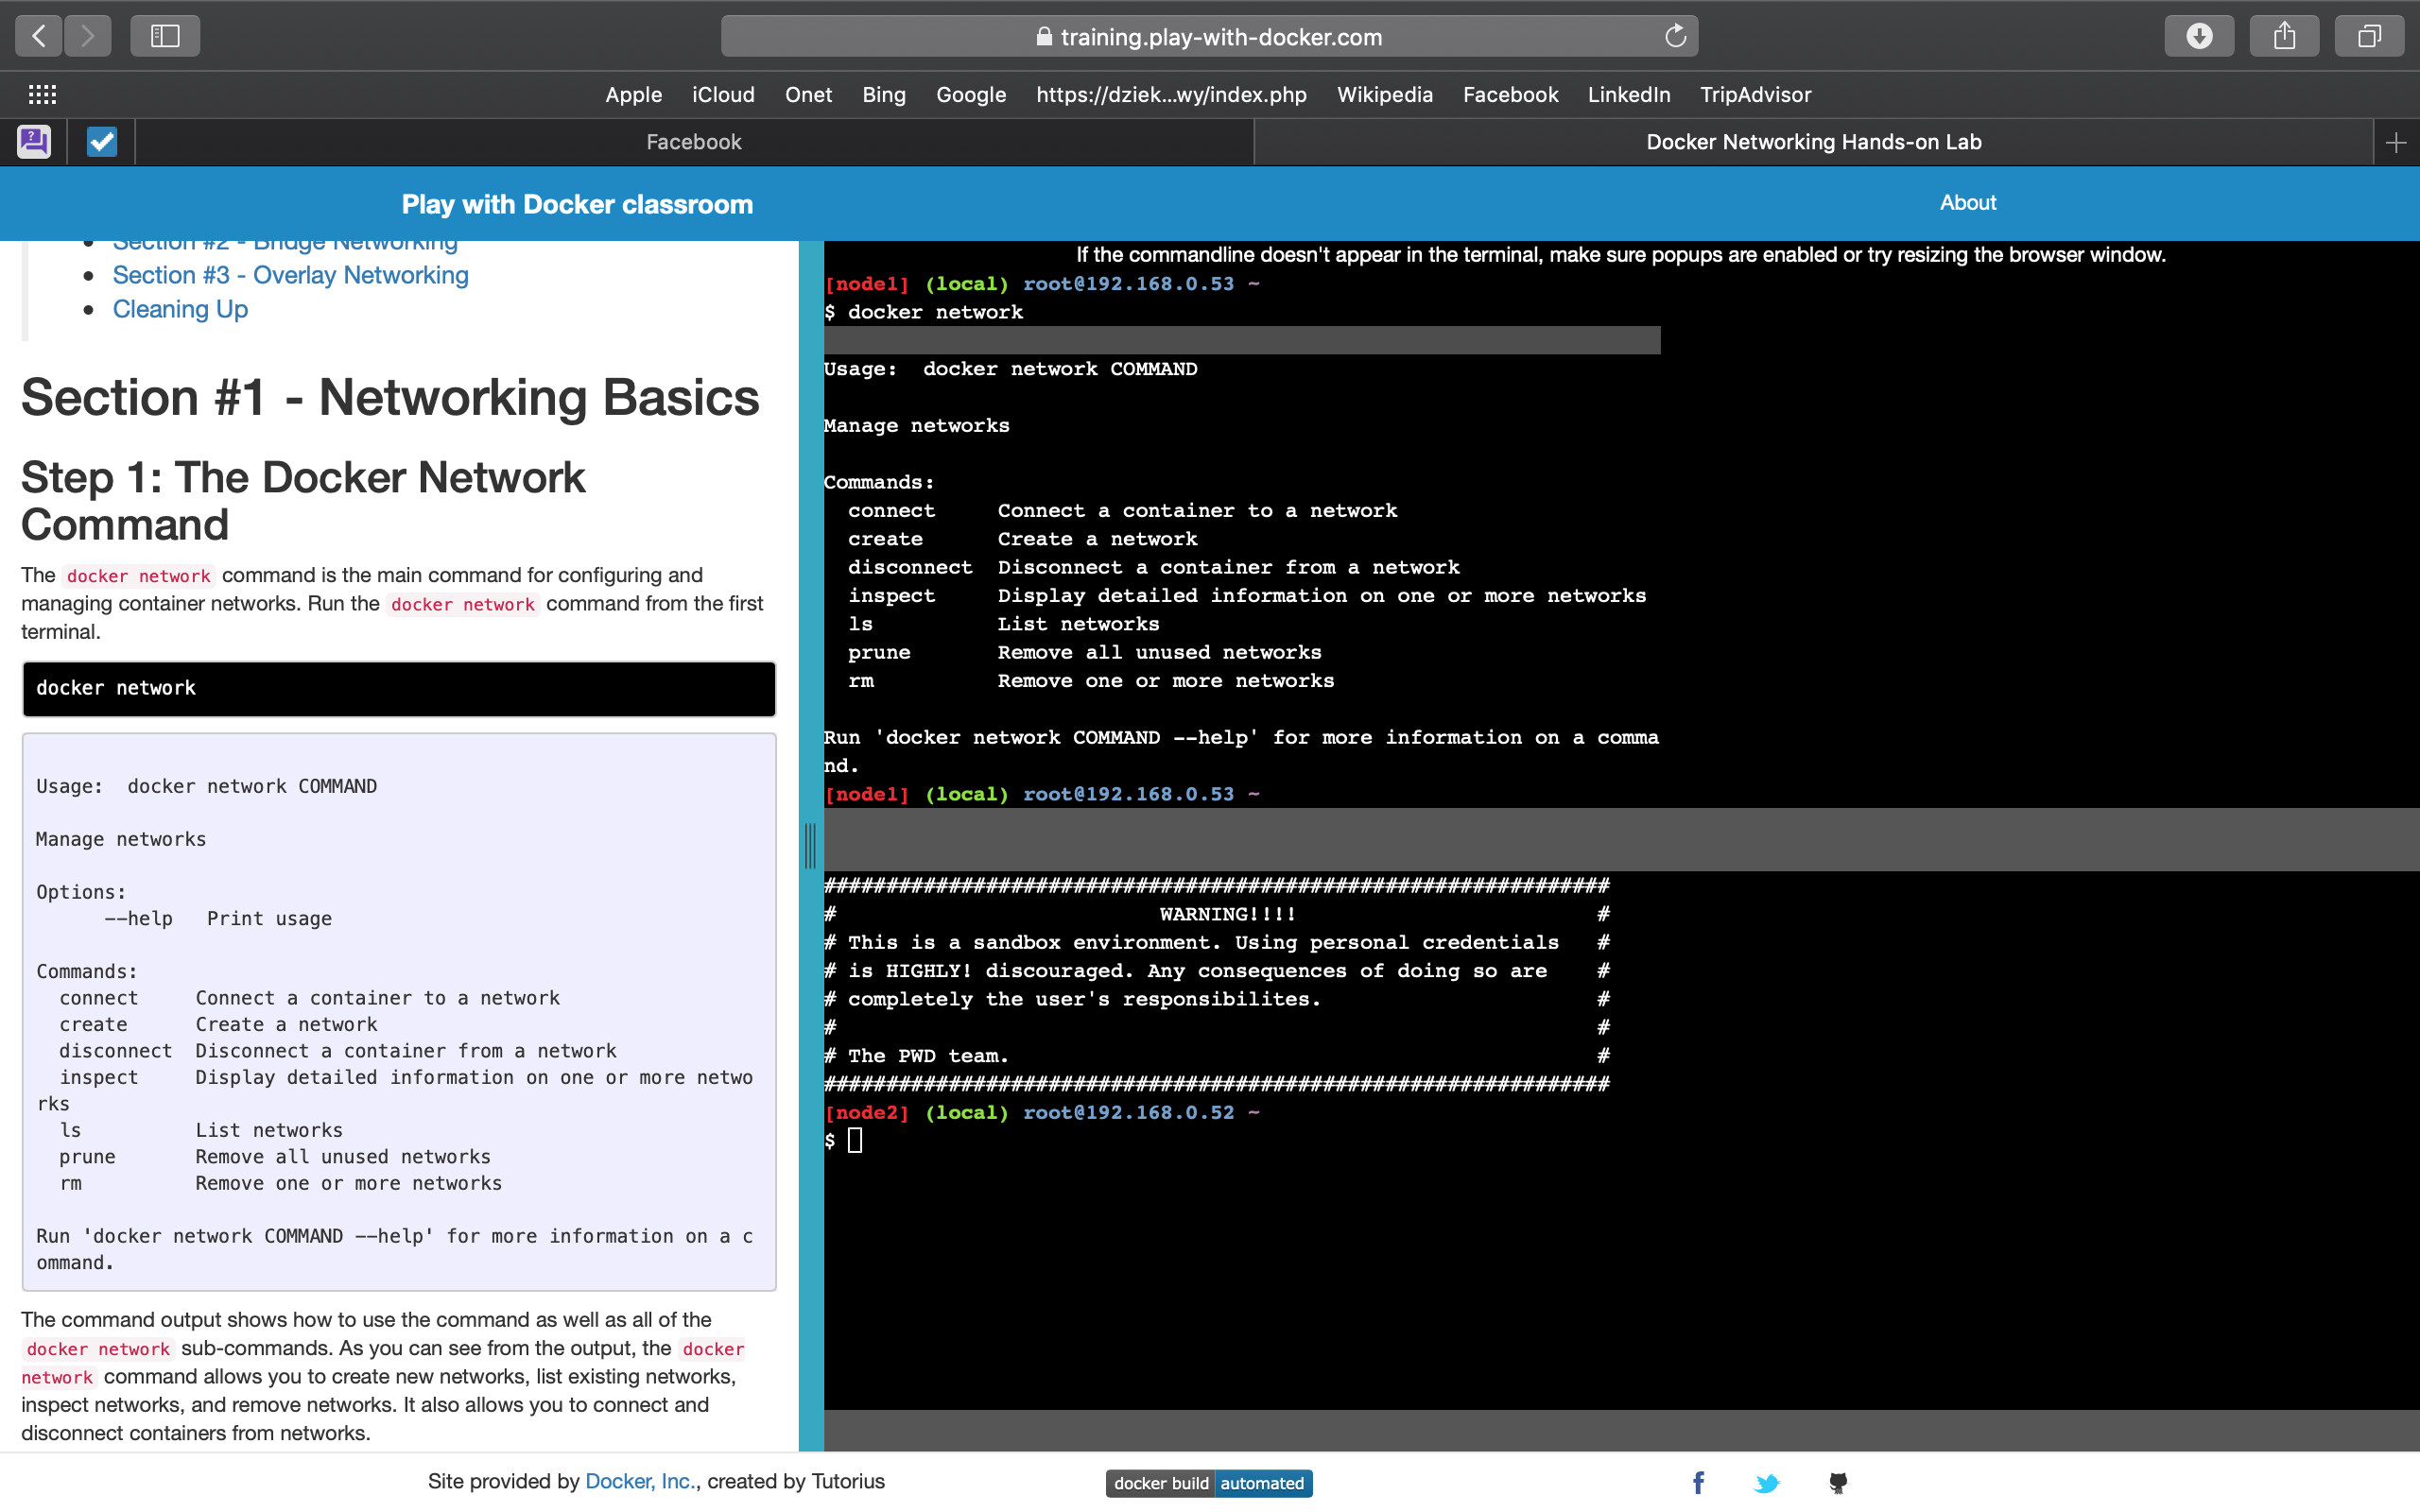 training.play-with-docker.com
Apple iCloud Onet Bing Google https://dziek...wy/index.php Wikipedia Facebook LinkedIn TripAdvisor
Facebook Docker Networking Hands-on Lab
Play with Docker classroom About
Section #2 - Bridge Networking
Section #3 - Overlay Networking
Cleaning Up
Section #1 - Networking Basics
Step 1: The Docker Network
Command
The docker network command is the main command for configuring and
managing container networks. Run the docker network command from the first
terminal.
docker network
Usage:  docker network COMMAND
Manage networks
Options:
      --help   Print usage
Commands:
  connect     Connect a container to a network
  create      Create a network
  disconnect  Disconnect a container from a network
  inspect     Display detailed information on one or more netwo
rks
  ls          List networks
  prune       Remove all unused networks
  rm          Remove one or more networks
Run 'docker network COMMAND --help' for more information on a c
ommand.
The command output shows how to use the command as well as all of the
docker network sub-commands. As you can see from the output, the docker
network command allows you to create new networks, list existing networks,
inspect networks, and remove networks. It also allows you to connect and
disconnect containers from networks.
If the commandline doesn't appear in the terminal, make sure popups are enabled or try resizing the browser window.
[node1] (local) root@192.168.0.53 ~
$ docker network
Usage:  docker network COMMAND
Manage networks
Commands:
  connect     Connect a container to a network
  create      Create a network
  disconnect  Disconnect a container from a network
  inspect     Display detailed information on one or more networks
  ls          List networks
  prune       Remove all unused networks
  rm          Remove one or more networks
Run 'docker network COMMAND --help' for more information on a comma
nd.
[node1] (local) root@192.168.0.53 ~
###############################################################
#                          WARNING!!!!                        #
# This is a sandbox environment. Using personal credentials   #
# is HIGHLY! discouraged. Any consequences of doing so are    #
# completely the user's responsibilites.                      #
#                                                             #
# The PWD team.                                               #
###############################################################
[node2] (local) root@192.168.0.52 ~
$
Site provided by Docker, Inc., created by Tutorius
docker build automated